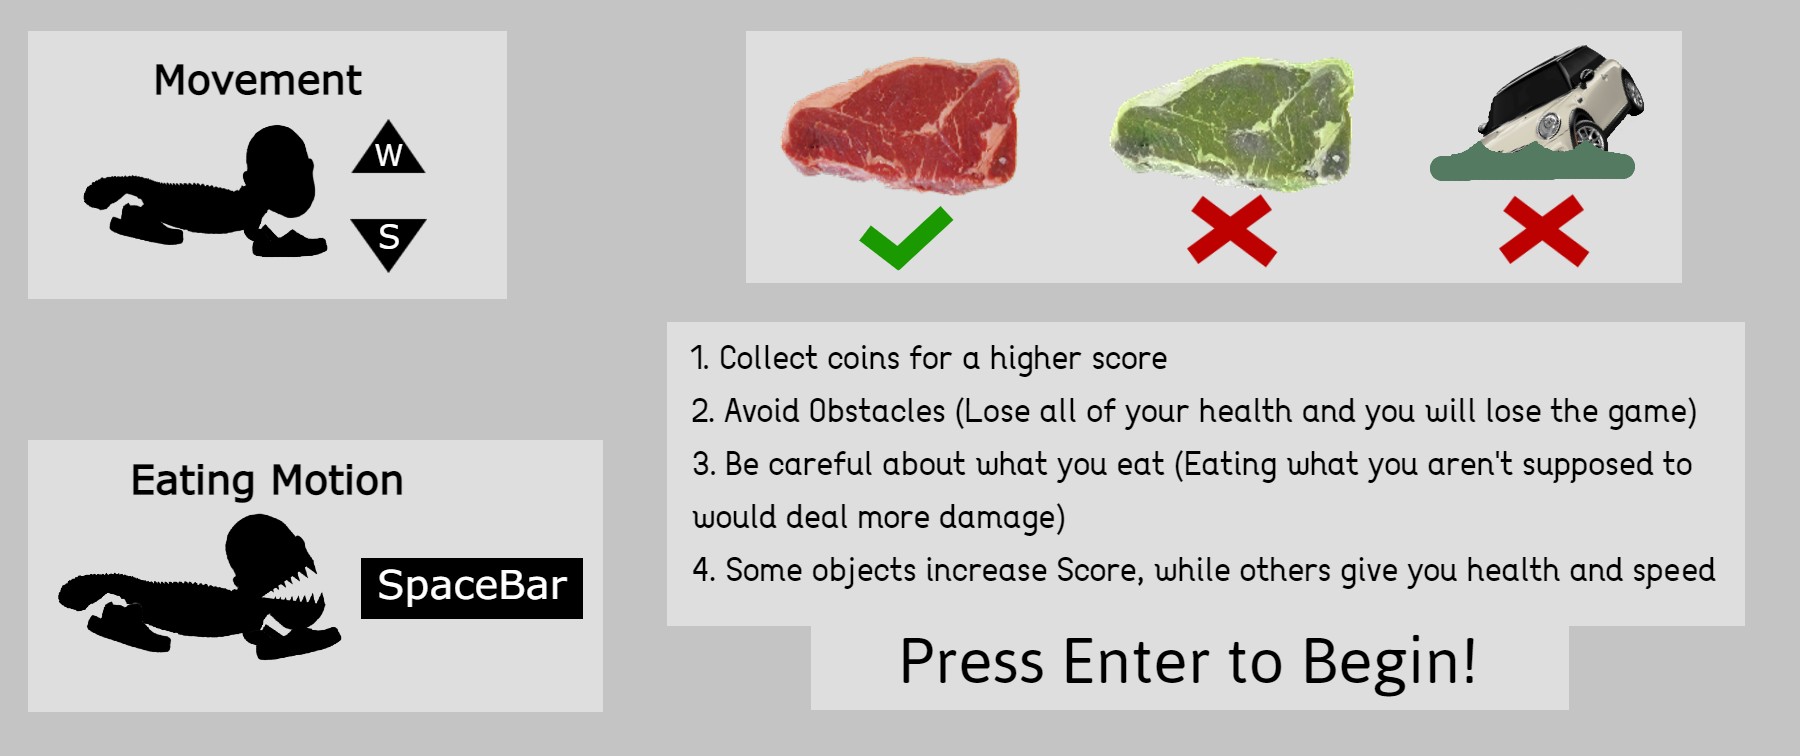 Movement
W
S
Eating Motion
SpaceBar
1. Collect coins for a higher score
2. Avoid Obstacles (Lose all of your health and you will lose the game)
3. Be careful about what you eat (Eating what you aren't supposed to
would deal more damage)
4. Some objects increase Score, while others give you health and speed
Press Enter to Begin!